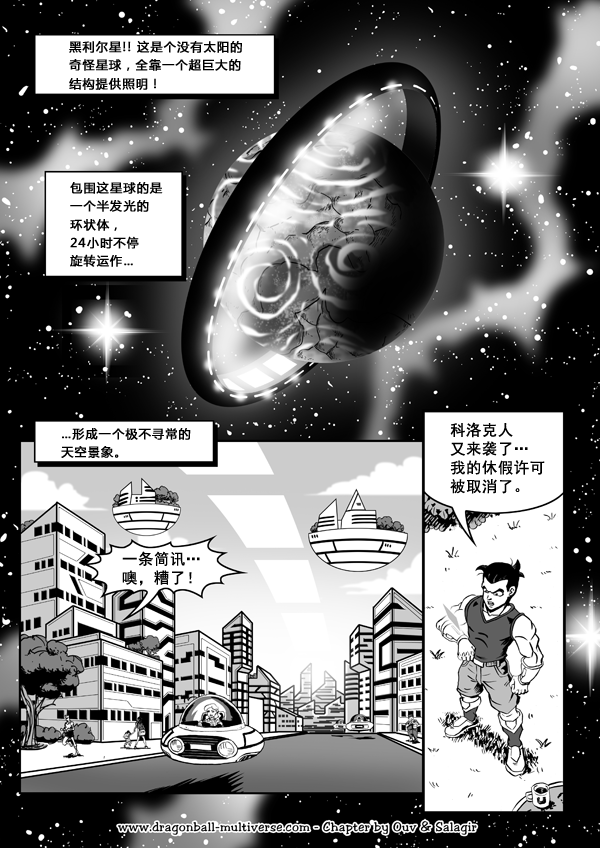 黑利尔星!! 这是个没有太阳的
奇怪星球，全靠一个超巨大的
结构提供照明！
包围这星球的是
一个半发光的
环状体，
24小时不停
旋转运作...
...形成一个极不寻常的
天空景象。
一条简讯…
噢，糟了！
科洛克人
又来袭了…
我的休假许可
被取消了。
www.dragonball-multiverse.com - Chapter by Ouv & Salagir